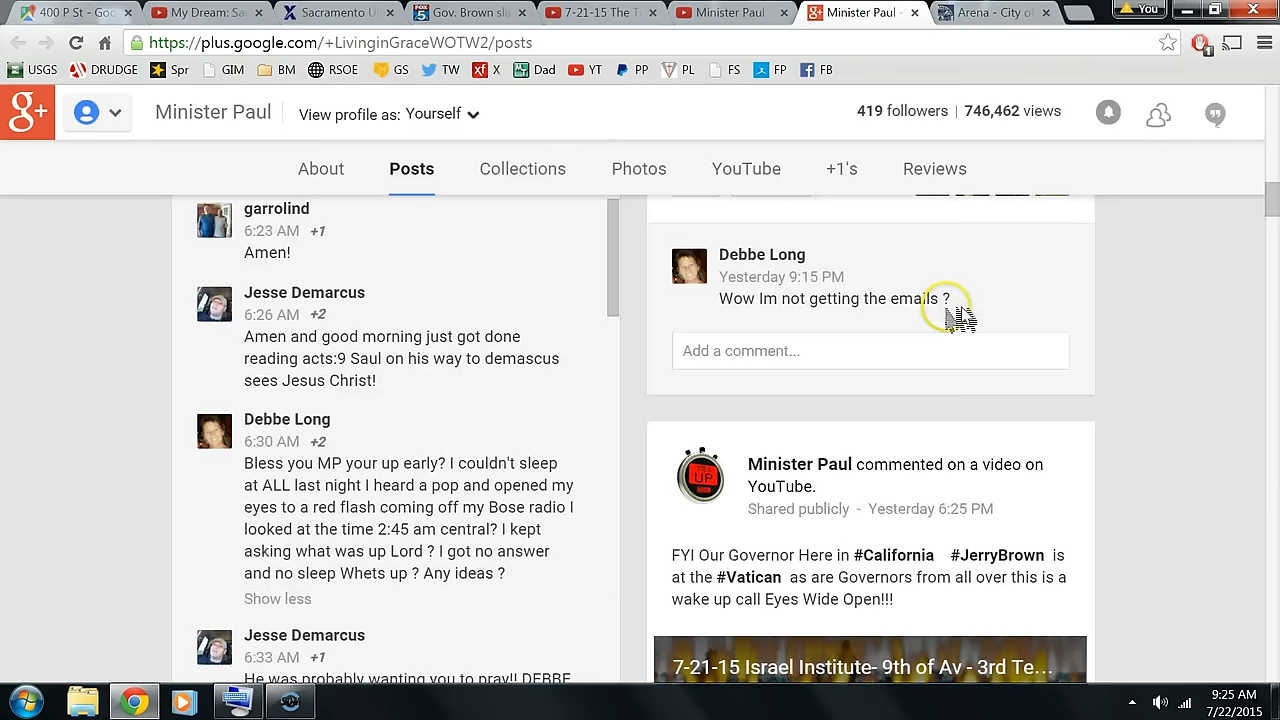 400 P St - Goo
My Dream: Sac
Sacramento U
Gov. Brown sl
7-21-15 The T
Minister Paul
Minister Paul -
Arena - City o
You
https://plus.google.com/+LivinginGraceWOTW2/posts
USGS DRUDGE Spr GIM BM RSOE GS TW X Dad YT PP PL FS FP FB
g+
Minister Paul
View profile as: Yourself
419 followers | 746,462 views
About Posts Collections Photos YouTube +1's Reviews
garrolind
6:23 AM +1
Amen!
Jesse Demarcus
6:26 AM +2
Amen and good morning just got done
reading acts:9 Saul on his way to demascus
sees Jesus Christ!
Debbe Long
6:30 AM +2
Bless you MP your up early? I couldn't sleep
at ALL last night I heard a pop and opened my
eyes to a red flash coming off my Bose radio I
looked at the time 2:45 am central? I kept
asking what was up Lord ? I got no answer
and no sleep Whets up ? Any ideas ?
Show less
Jesse Demarcus
6:33 AM +1
He was probably wanting you to pray!! DEBBE
Debbe Long
Yesterday 9:15 PM
Wow Im not getting the emails ?
Add a comment...
UP
Minister Paul commented on a video on
YouTube.
Shared publicly - Yesterday 6:25 PM
FYI Our Governor Here in #California #JerryBrown is
at the #Vatican as are Governors from all over this is a
wake up call Eyes Wide Open!!!
7-21-15 Israel Institute- 9th of Av - 3rd Te...
9:25 AM
7/22/2015